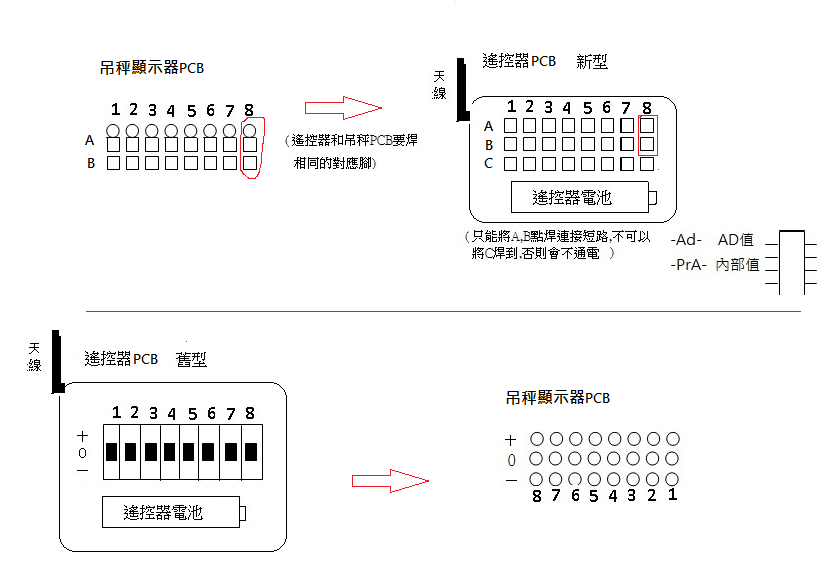 吊秤顯示器PCB
1 2 3 4 5 6 7 8
A
B
(遙控器和吊秤PCB要焊
相同的對應腳)
天線
遙控器PCB 新型
1 2 3 4 5 6 7 8
A
B
C
遙控器電池
(只能將A,B點焊連接短路,不可以
將C焊到.否則會不通電 )
-Ad- AD值
-PrA- 內部值
天線
遙控器PCB 舊型
1 2 3 4 5 6 7 8
+
0
-
遙控器電池
吊秤顯示器PCB
+
0
-
8 7 6 5 4 3 2 1